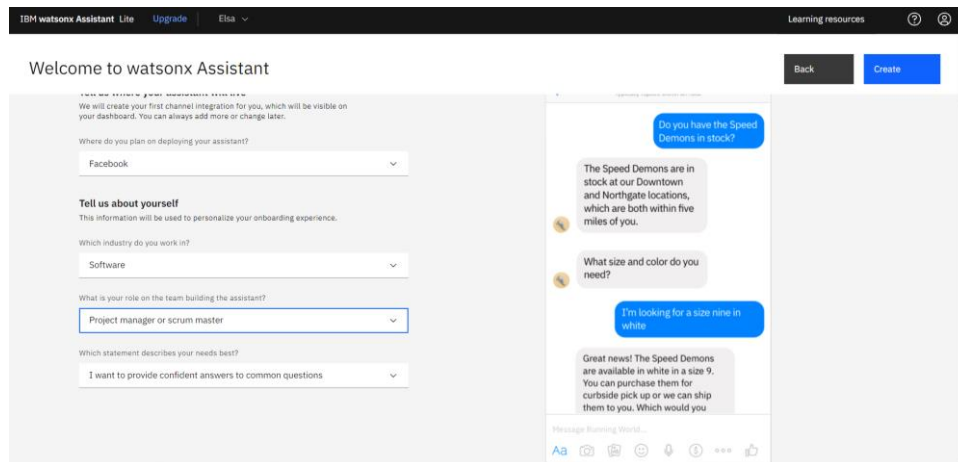 IBM watsonx Assistant Lite Upgrade Elsa Learning resources
Welcome to watsonx Assistant
Back
Create
Tell us where your assistant will live
We will create your first channel integration for you, which will be visible on
your dashboard. You can always add more or change later.
Where do you plan on deploying your assistant?
Facebook
Tell us about yourself
This information will be used to personalize your onboarding experience.
Which industry do you work in?
Software
What is your role on the team building the assistant?
Project manager or scrum master
Which statement describes your needs best?
I want to provide confident answers to common questions
Do you have the Speed
Demons in stock?
The Speed Demons are in
stock at our Downtown
and Northgate locations,
which are both within five
miles of you.
What size and color do you
need?
I'm looking for a size nine in
white
Great news! The Speed Demons
are available in white in a size 9.
You can purchase them for
curbside pick up or we can ship
them to you. Which would you
Message Running World...
Aa